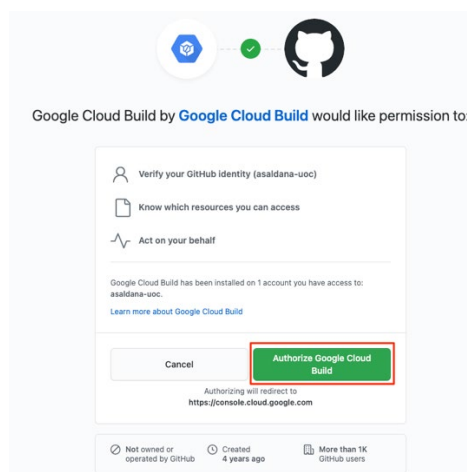 Google Cloud Build by Google Cloud Build would like permission to:
Verify your GitHub identity (asaldana-uoc)
Know which resources you can access
Act on your behalf
Google Cloud Build has been installed on 1 account you have access to:
asaldana-uoc.
Learn more about Google Cloud Build
Cancel
Authorize Google Cloud
Build
Authorizing will redirect to
https://console.cloud.google.com
Not owned or
operated by GitHub
Created
4 years ago
More than 1K
GitHub users